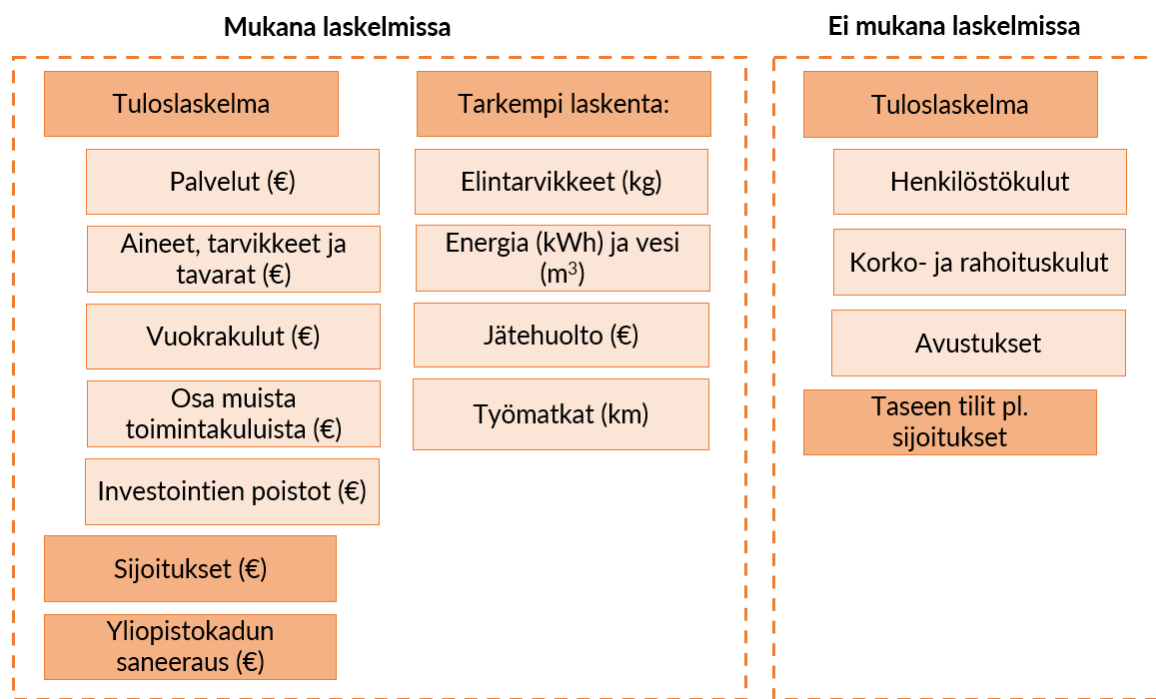 Mukana laskelmissa
Tuloslaskelma
Palvelut (€)
Aineet, tarvikkeet ja
tavarat (€)
Vuokrakulut (€)
Osa muista
toimintakuluista (€)
Investointien poistot (€)
Sijoitukset (€)
Yliopistokadun
saneeraus (€)
Tarkempi laskenta:
Elintarvikkeet (kg)
Energia (kWh) ja vesi
(m³)
Jätehuolto (€)
Työmatkat (km)
Ei mukana laskelmissa
Tuloslaskelma
Henkilöstökulut
Korko- ja rahoituskulut
Avustukset
Taseen tilit pl.
sijoitukset